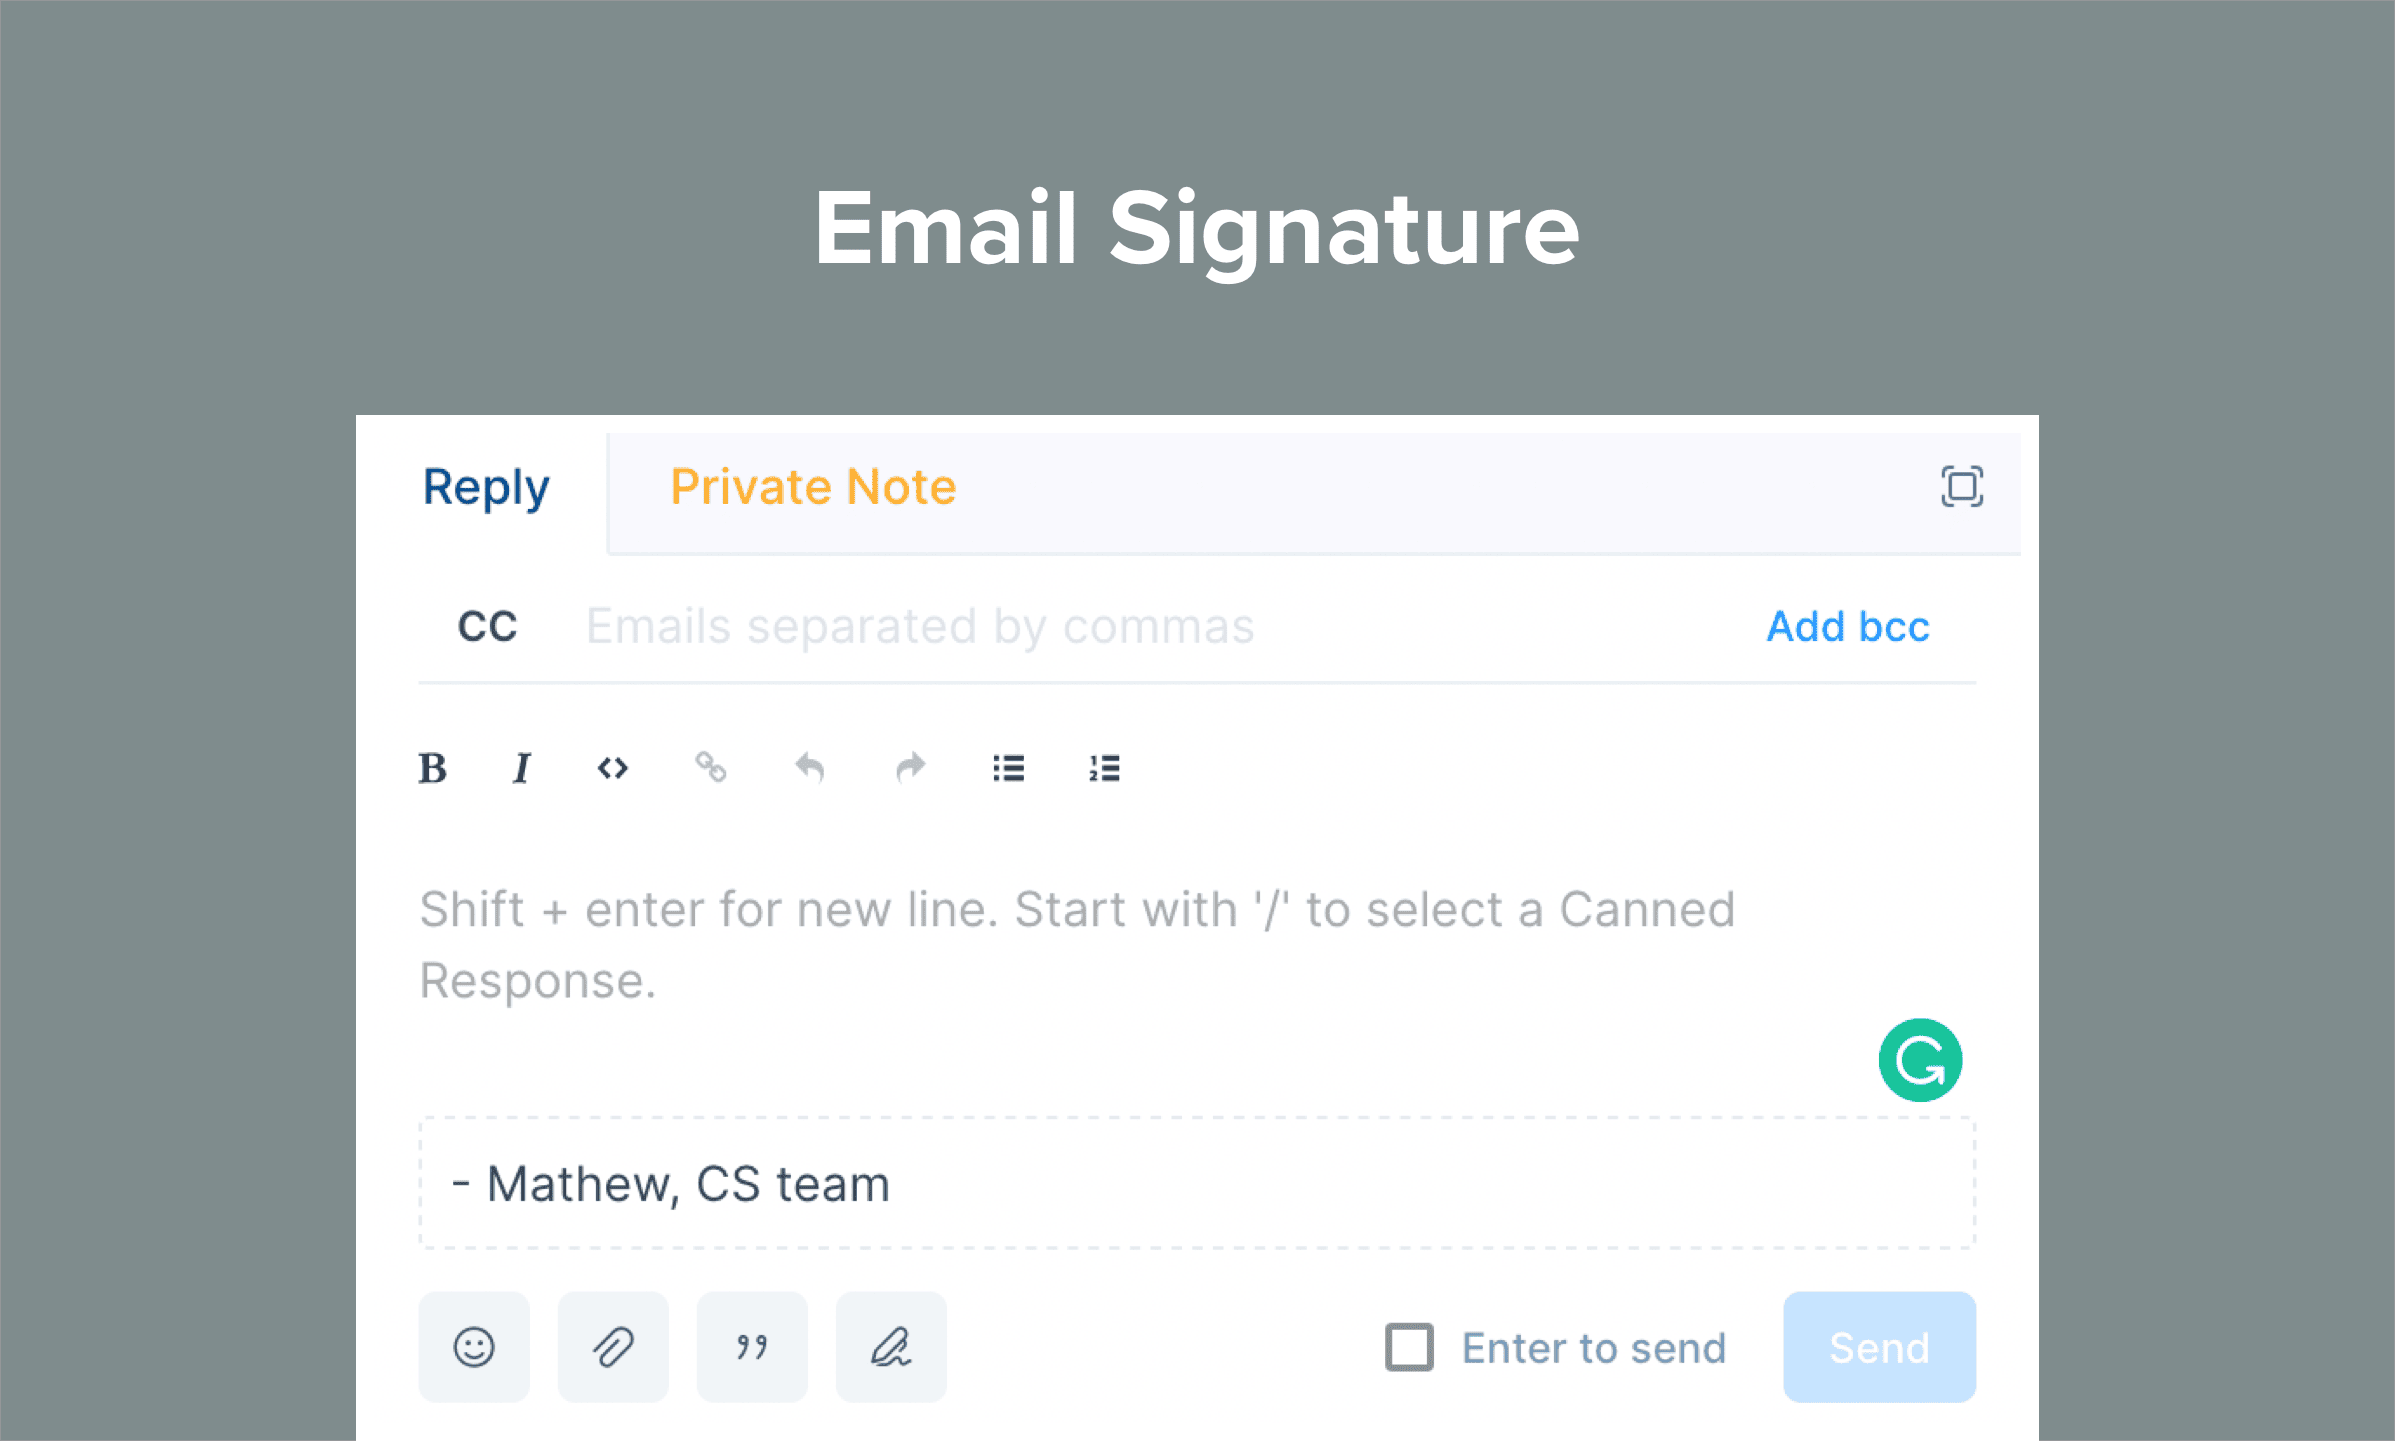 Email Signature
Reply
Private Note
CC
Emails separated by commas
Add bcc
B I
Shift + enter for new line. Start with '/' to select a Canned
Response.
- Mathew, CS team
Enter to send
Send